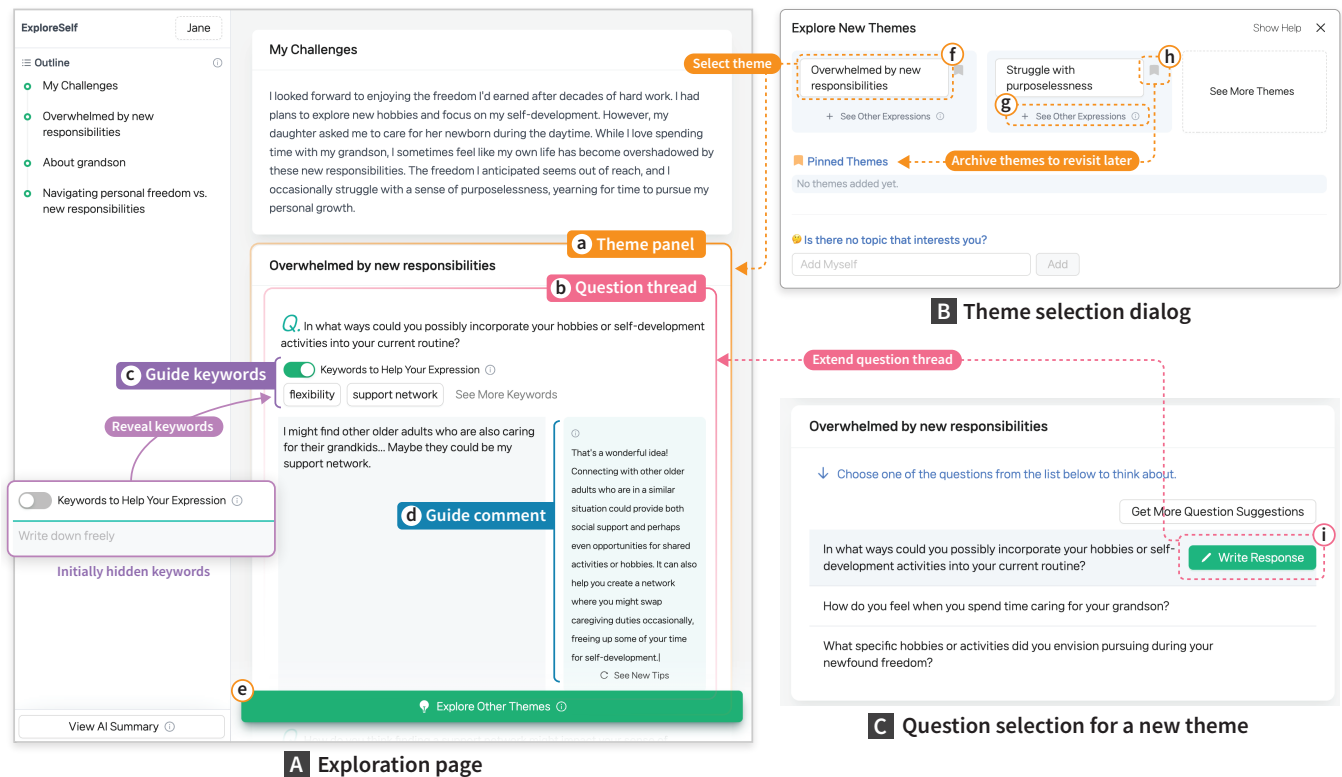 ExploreSelf
Jane
Outline
My Challenges
Overwhelmed by new
responsibilities
About grandson
Navigating personal freedom vs.
new responsibilities
View AI Summary
My Challenges
I looked forward to enjoying the freedom I'd earned after decades of hard work. I had
plans to explore new hobbies and focus on my self-development. However, my
daughter asked me to care for her newborn during the daytime. While I love spending
time with my grandson, I sometimes feel like my own life has become overshadowed by
these new responsibilities. The freedom I anticipated seems out of reach, and I
occasionally struggle with a sense of purposelessness, yearning for time to pursue my
personal growth.
a Theme panel
Overwhelmed by new responsibilities
b Question thread
Q. In what ways could you possibly incorporate your hobbies or self-development
activities into your current routine?
c Guide keywords
Keywords to Help Your Expression
flexibility
support network
See More Keywords
Reveal keywords
I might find other older adults who are also caring
for their grandkids... Maybe they could be my
support network.
d Guide comment
That's a wonderful idea!
Connecting with other older
adults who are in a similar
situation could provide both
social support and perhaps
even opportunities for shared
activities or hobbies. It can also
help you create a network
where you might swap
caregiving duties occasionally,
freeing up some of your time
for self-development.|
See New Tips
Keywords to Help Your Expression
Write down freely
Initially hidden keywords
e
Explore Other Themes
A Exploration page
Select theme
Explore New Themes
Show Help
f
Overwhelmed by new
responsibilities
+ See Other Expressions
h
Struggle with
purposelessness
g
+ See Other Expressions
See More Themes
Pinned Themes
Archive themes to revisit later
No themes added yet.
Is there no topic that interests you?
Add Myself
Add
B Theme selection dialog
Extend question thread
Overwhelmed by new responsibilities
Choose one of the questions from the list below to think about.
Get More Question Suggestions
i
In what ways could you possibly incorporate your hobbies or self-
development activities into your current routine?
Write Response
How do you feel when you spend time caring for your grandson?
What specific hobbies or activities did you envision pursuing during your
newfound freedom?
C Question selection for a new theme